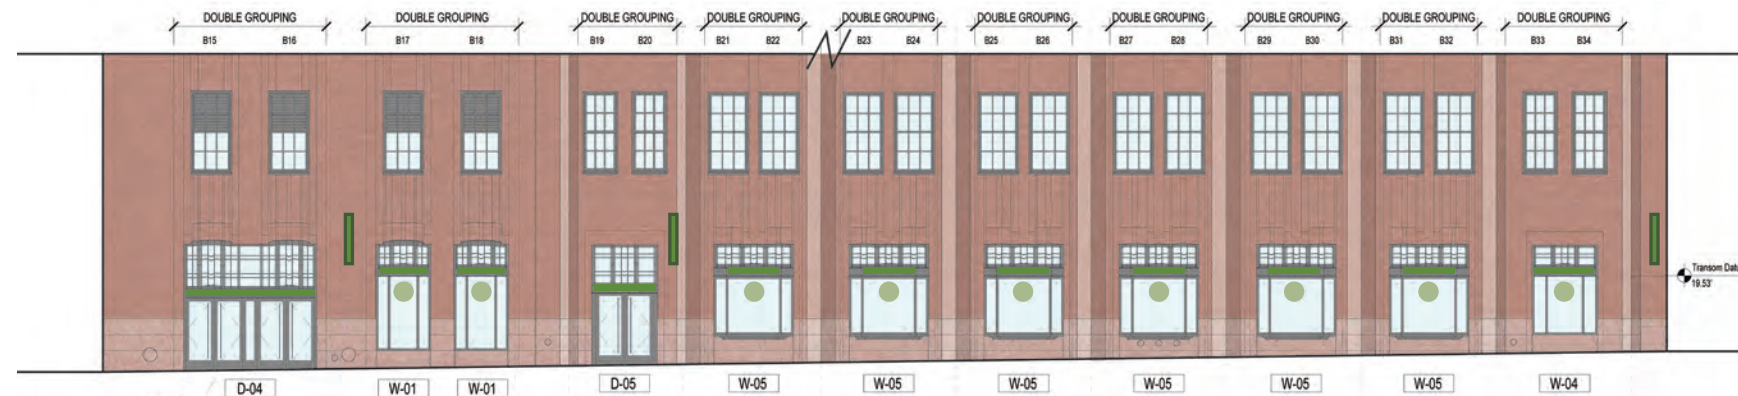 DOUBLE GROUPING DOUBLE GROUPING DOUBLE GROUPING DOUBLE GROUPING DOUBLE GROUPING DOUBLE GROUPING DOUBLE GROUPING DOUBLE GROUPING DOUBLE GROUPING DOUBLE GROUPING
B15 B16 B17 B18 B19 B20 B21 B22 B23 B24 B25 B26 B27 B28 B29 B30 B31 B32 B33 B34
Transom Datu
19.53'
D-04 W-01 W-01 D-05 W-05 W-05 W-05 W-05 W-05 W-05 W-04